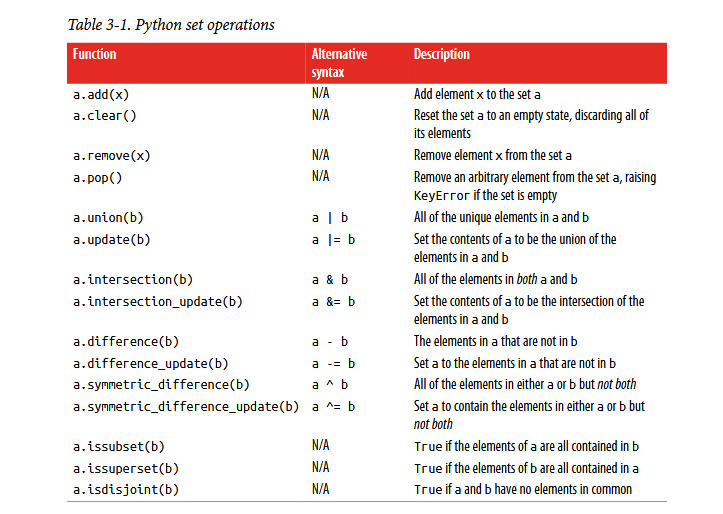 Table 3-1. Python set operations
Function Alternative syntax Description
a.add(x) N/A Add element x to the set a
a.clear() N/A Reset the set a to an empty state, discarding all of
its elements
a.remove(x) N/A Remove element x from the set a
a.pop() N/A Remove an arbitrary element from the set a, raising
KeyError if the set is empty
a.union(b) a | b All of the unique elements in a and b
a.update(b) a |= b Set the contents of a to be the union of the
elements in a and b
a.intersection(b) a & b All of the elements in both a and b
a.intersection_update(b) a &= b Set the contents of a to be the intersection of the
elements in a and b
a.difference(b) a - b The elements in a that are not in b
a.difference_update(b) a -= b Set a to the elements in a that are not in b
a.symmetric_difference(b) a ^ b All of the elements in either a or b but not both
a.symmetric_difference_update(b) a ^= b Set a to contain the elements in either a or b but
not both
a.issubset(b) N/A True if the elements of a are all contained in b
a.issuperset(b) N/A True if the elements of b are all contained in a
a.isdisjoint(b) N/A True if a and b have no elements in common